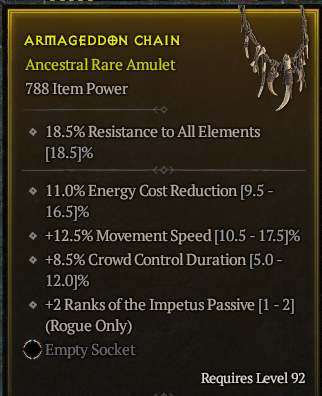 ARMAGEDDON CHAIN
Ancestral Rare Amulet
788 Item Power
18.5% Resistance to All Elements
[18.5]%
11.0% Energy Cost Reduction [9.5 -
16.5]%
+12.5% Movement Speed [10.5 - 17.5]%
+8.5% Crowd Control Duration [5.0 -
12.0]%
+2 Ranks of the Impetus Passive [1 - 2]
(Rogue Only)
Empty Socket
Requires Level 92